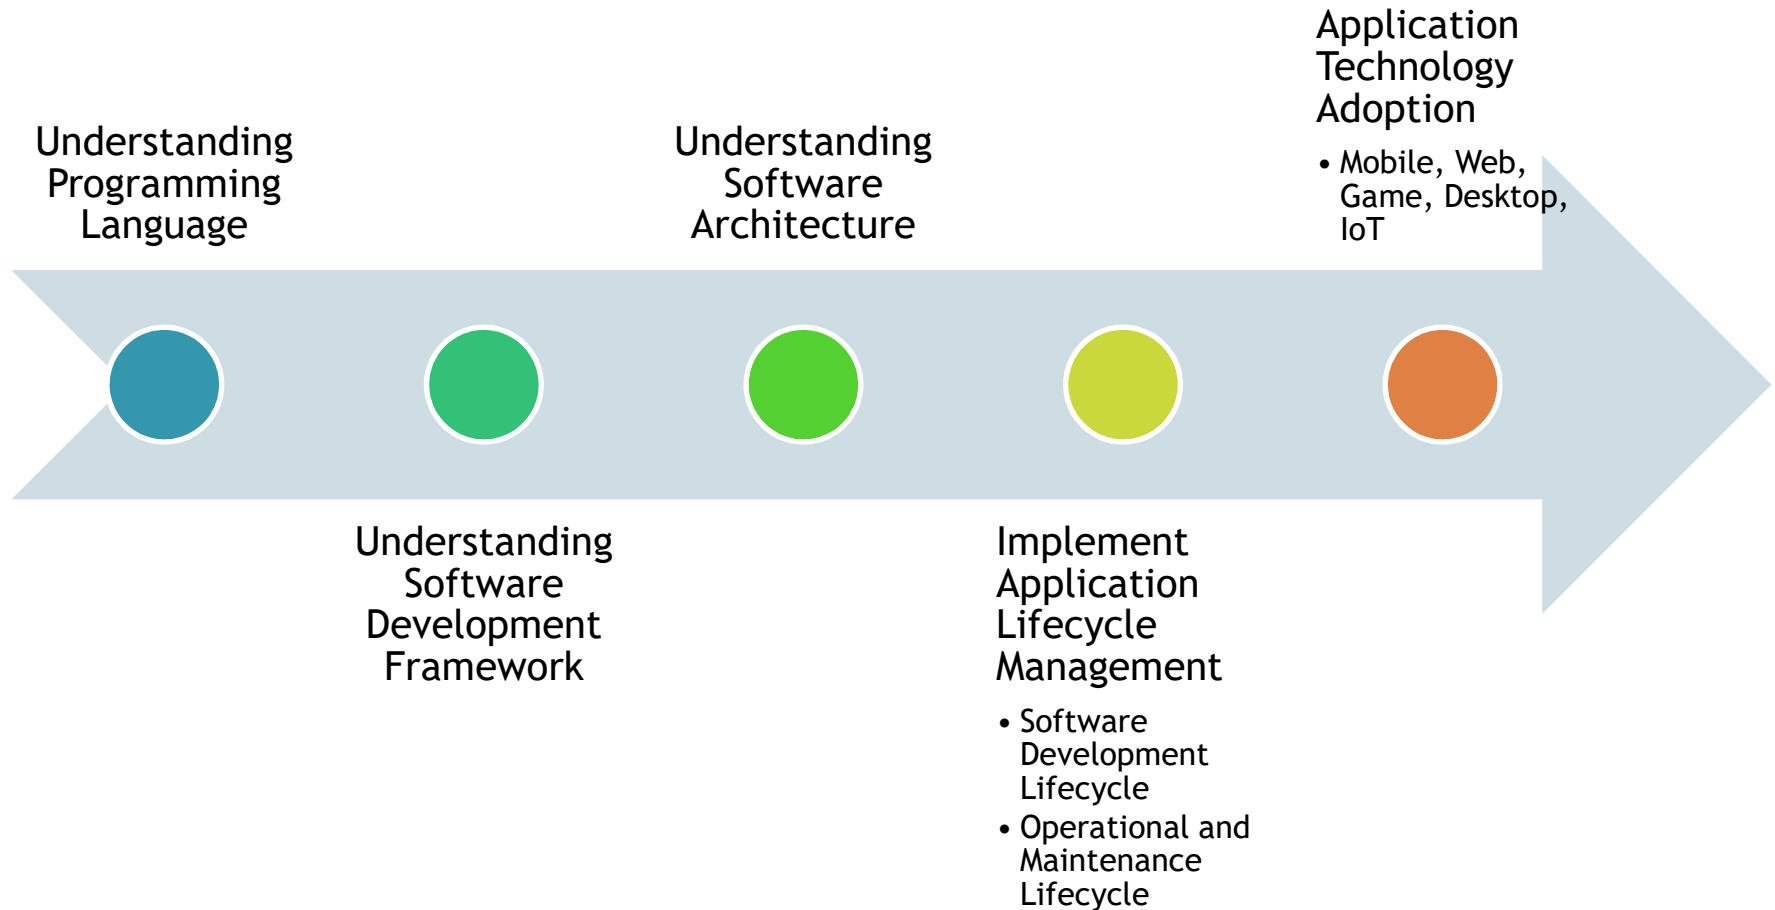 Understanding
Programming
Language
Understanding
Software
Development
Framework
Understanding
Software
Architecture
Implement
Application
Lifecycle
Management
• Software
Development
Lifecycle
• Operational and
Maintenance
Lifecycle
Application
Technology
Adoption
• Mobile, Web,
Game, Desktop,
IoT